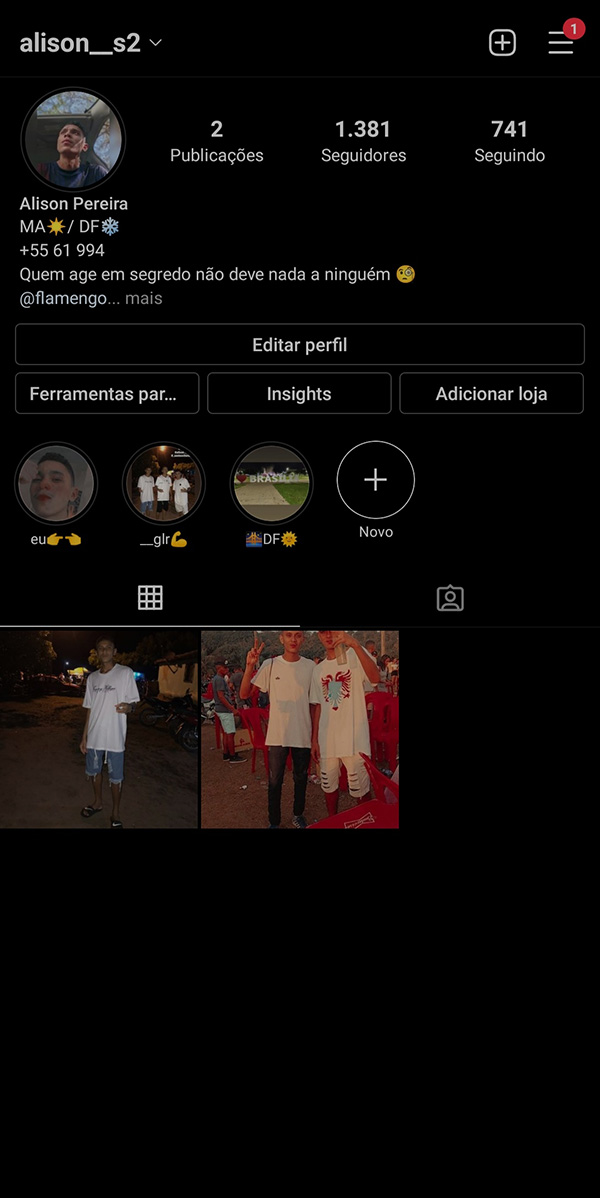 alison__s2
1
2
Publicações
1.381
Seguidores
741
Seguindo
Alison Pereira
MA☀️/ DF❄️
+55 61 994
Quem age em segredo não deve nada a ninguém 🧐
@flamengo... mais
Editar perfil
Ferramentas par...
Insights
Adicionar loja
BRASÍLIA
eu👉👈
__glr💪
🌇DF🌞
Novo